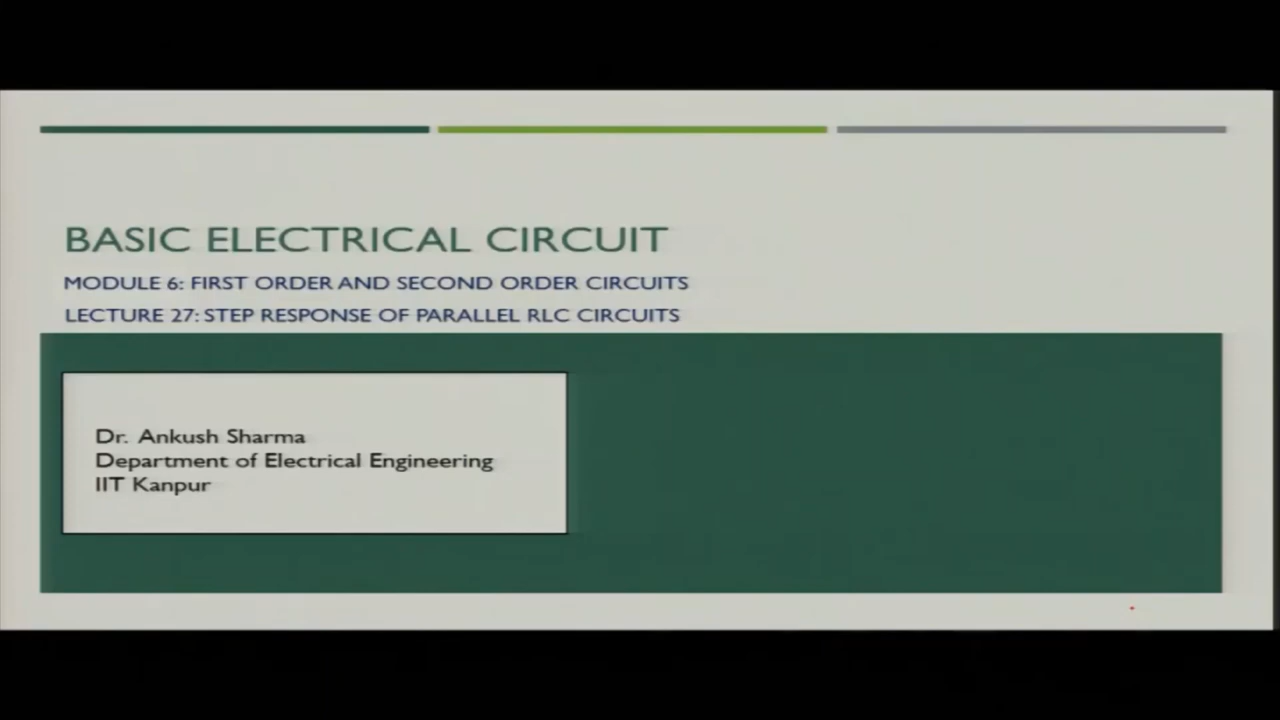 BASIC ELECTRICAL CIRCUIT
MODULE 6: FIRST ORDER AND SECOND ORDER CIRCUITS
LECTURE 27: STEP RESPONSE OF PARALLEL RLC CIRCUITS
Dr. Ankush Sharma
Department of Electrical Engineering
IIT Kanpur